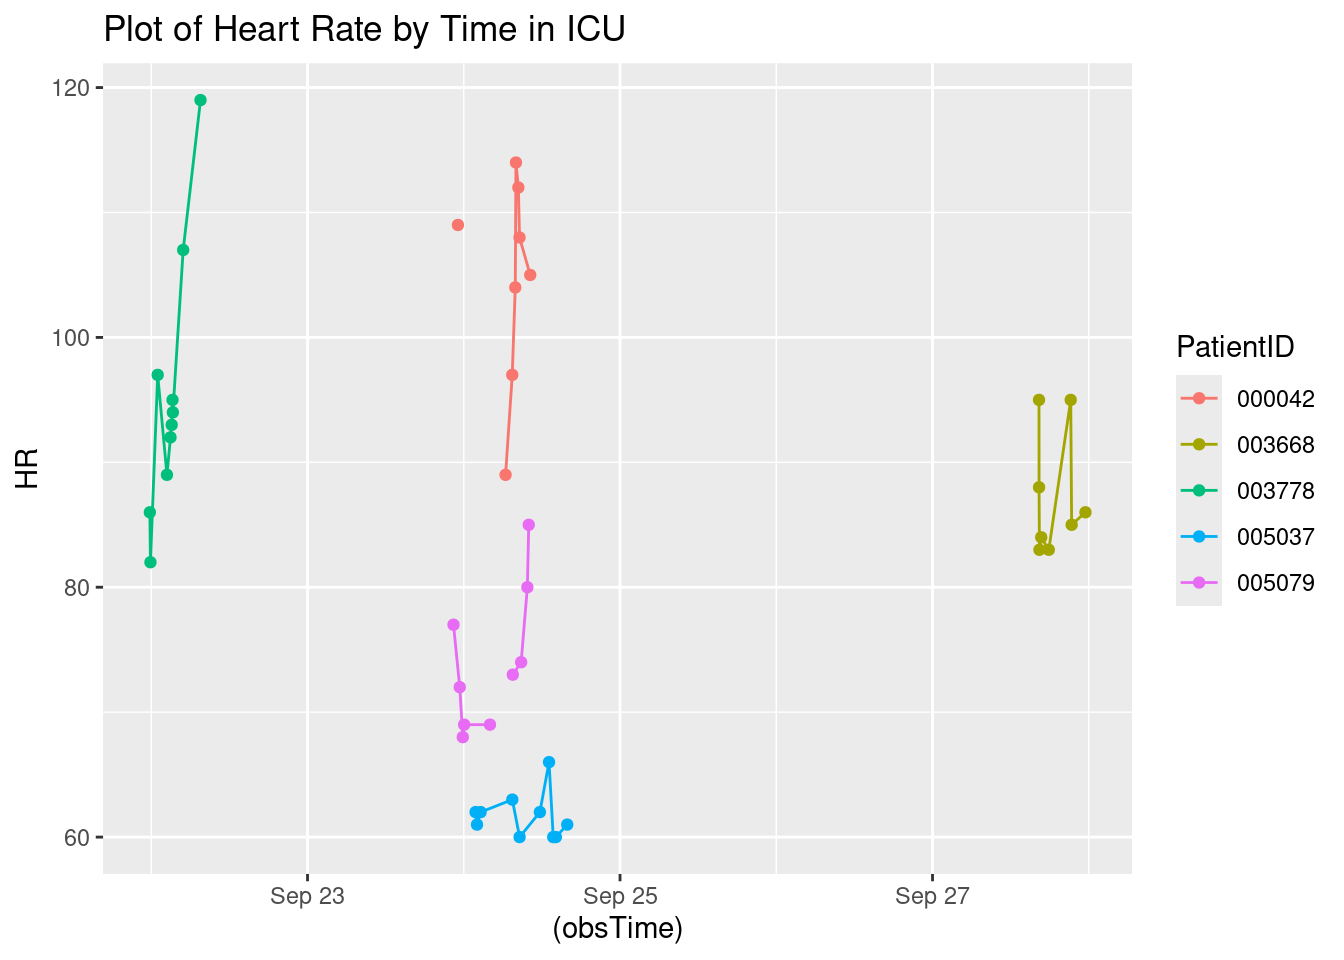 Plot of Heart Rate by Time in ICU
120
100
80
60
HR
Sep 23
Sep 25
Sep 27
(obsTime)
PatientID
000042
003668
003778
005037
005079